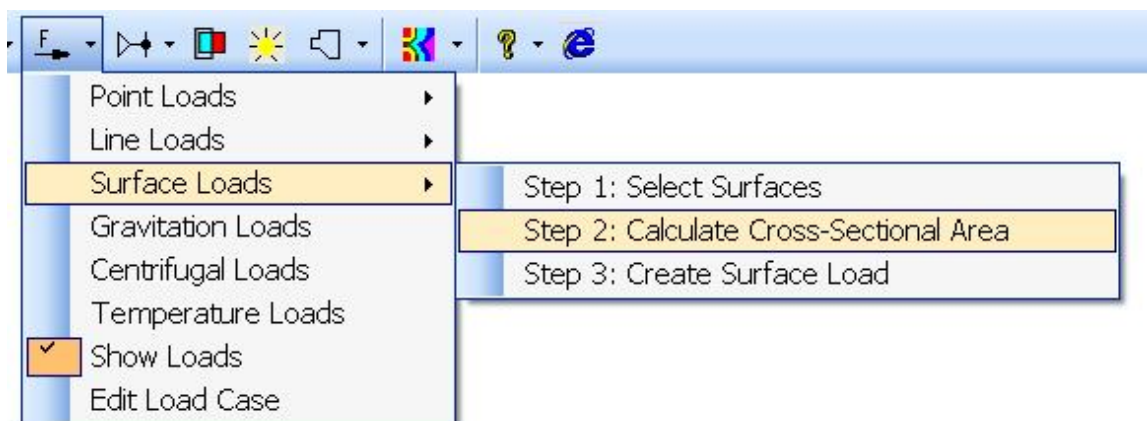 F
Point Loads
Line Loads
Surface Loads
Step 1: Select Surfaces
Gravitation Loads
Step 2: Calculate Cross-Sectional Area
Centrifugal Loads
Step 3: Create Surface Load
Temperature Loads
Show Loads
Edit Load Case